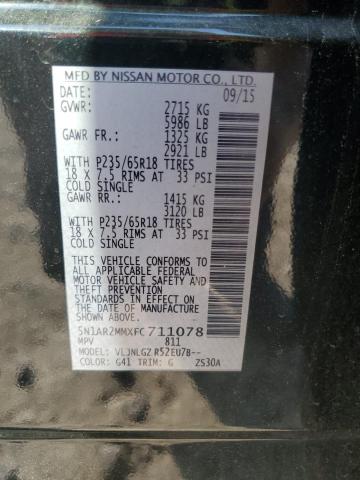 MFD BY NISSAN MOTOR CO., LTD.
DATE: 09/15
GVWR: 2715 KG
5986 LB
GAWR FR.: 1325 KG
2921 LB
WITH P235/65R18 TIRES
18 X 7.5 RIMS AT 33 PSI
COLD SINGLE
GAWR RR.: 1415 KG
3120 LB
WITH P235/65R18 TIRES
18 X 7.5 RIMS AT 33 PSI
COLD SINGLE
THIS VEHICLE CONFORMS TO
ALL APPLICABLE FEDERAL
MOTOR VEHICLE SAFETY AND
AND THEFT PREVENTION
STANDARDS IN EFFECT ON
THE DATE OF MANUFACTURE
SHOWN ABOVE.
5N1AR2MMXFC711078
MPV 811
R52EU7B--
COLOR: G41 TRIM: G ZS30A